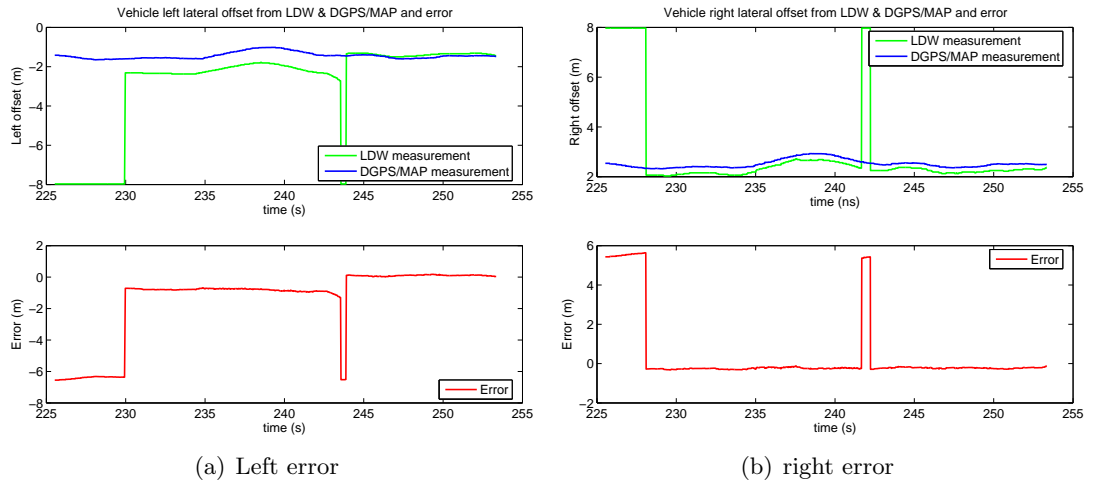 Vehicle left lateral offset from LDW & DGPS/MAP and error
0
−2
−4
−6
−8
Left offset (m)
LDW measurement
DGPS/MAP measurement
225 230 235 240 245 250 255
time (s)
2
0
−2
−4
−6
−8
Error (m)
Error
225 230 235 240 245 250 255
time (s)
(a) Left error
Vehicle right lateral offset from LDW & DGPS/MAP and error
8
6
4
2
Right offset (m)
LDW measurement
DGPS/MAP measurement
225 230 235 240 245 250 255
time (ns)
6
4
2
0
−2
Error (m)
Error
225 230 235 240 245 250 255
time (s)
(b) right error